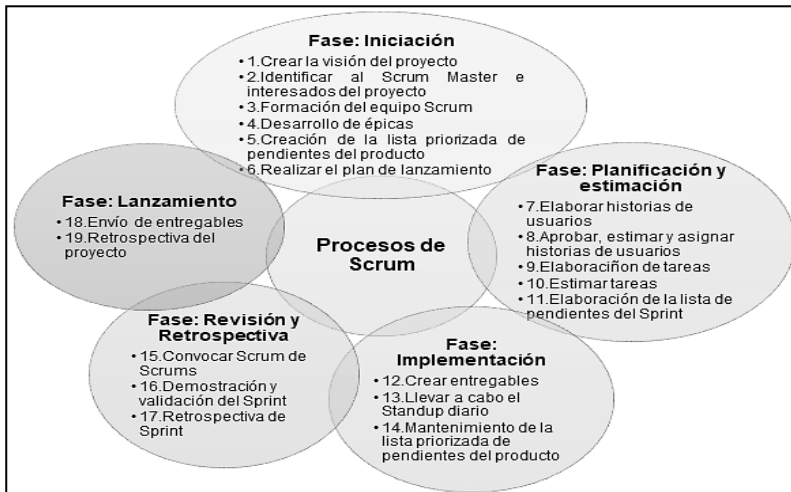 Fase: Iniciación
• 1.Crear la visión del proyecto
• 2.Identificar al Scrum Master e
interesados del proyecto
• 3.Formación del equipo Scrum
• 4.Desarrollo de épicas
• 5.Creación de la lista priorizada de
pendientes del producto
• 6.Realizar el plan de lanzamiento
Fase: Planificación y
estimación
• 7.Elaborar historias de
usuarios
• 8.Aprobar, estimar y asignar
historias de usuarios
• 9.Elaboraciñon de tareas
• 10.Estimar tareas
• 11.Elaboración de la lista de
pendientes del Sprint
Fase:
Implementación
• 12.Crear entregables
• 13.Llevar a cabo el
Standup diario
• 14.Mantenimiento de la
lista priorizada de
pendientes del producto
Fase: Revisión y
Retrospectiva
• 15.Convocar Scrum de
Scrums
• 16.Demostración y
validación del Sprint
• 17.Retrospectiva de
Sprint
Fase: Lanzamiento
• 18.Envío de entregables
• 19.Retrospectiva del
proyecto
Procesos de
Scrum